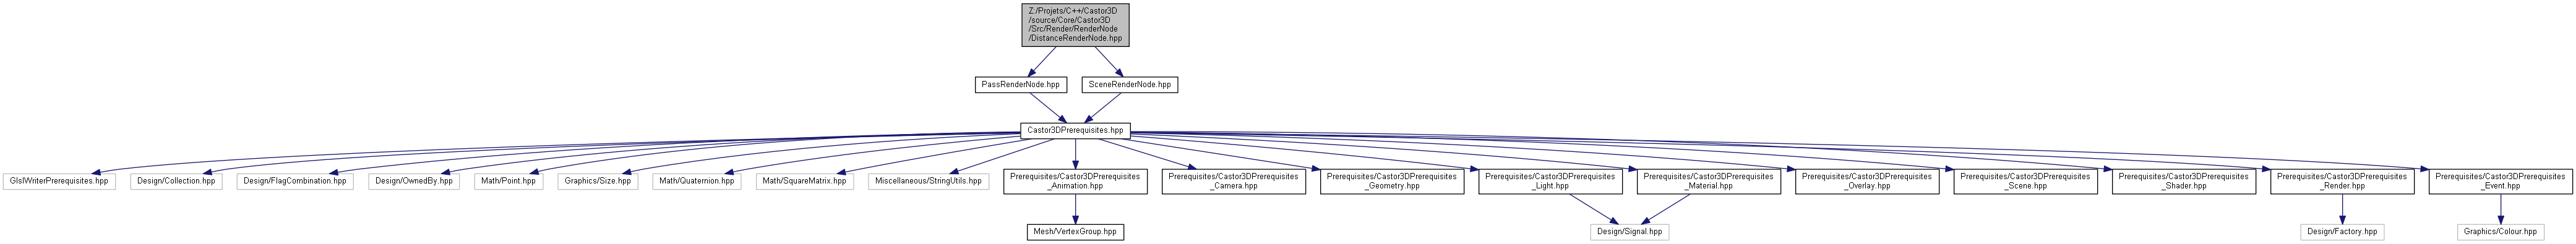 Z:/Projets/C++/Castor3D
/source/Core/Castor3D
/Src/Render/RenderNode
/DistanceRenderNode.hpp
PassRenderNode.hpp
SceneRenderNode.hpp
Castor3DPrerequisites.hpp
GlslWriterPrerequisites.hpp
Design/Collection.hpp
Design/FlagCombination.hpp
Design/OwnedBy.hpp
Math/Point.hpp
Graphics/Size.hpp
Math/Quaternion.hpp
Math/SquareMatrix.hpp
Miscellaneous/StringUtils.hpp
Prerequisites/Castor3DPrerequisites
_Animation.hpp
Prerequisites/Castor3DPrerequisites
_Camera.hpp
Prerequisites/Castor3DPrerequisites
_Geometry.hpp
Prerequisites/Castor3DPrerequisites
_Light.hpp
Prerequisites/Castor3DPrerequisites
_Material.hpp
Prerequisites/Castor3DPrerequisites
_Overlay.hpp
Prerequisites/Castor3DPrerequisites
_Scene.hpp
Prerequisites/Castor3DPrerequisites
_Shader.hpp
Prerequisites/Castor3DPrerequisites
_Render.hpp
Prerequisites/Castor3DPrerequisites
_Event.hpp
Mesh/VertexGroup.hpp
Design/Signal.hpp
Design/Factory.hpp
Graphics/Colour.hpp